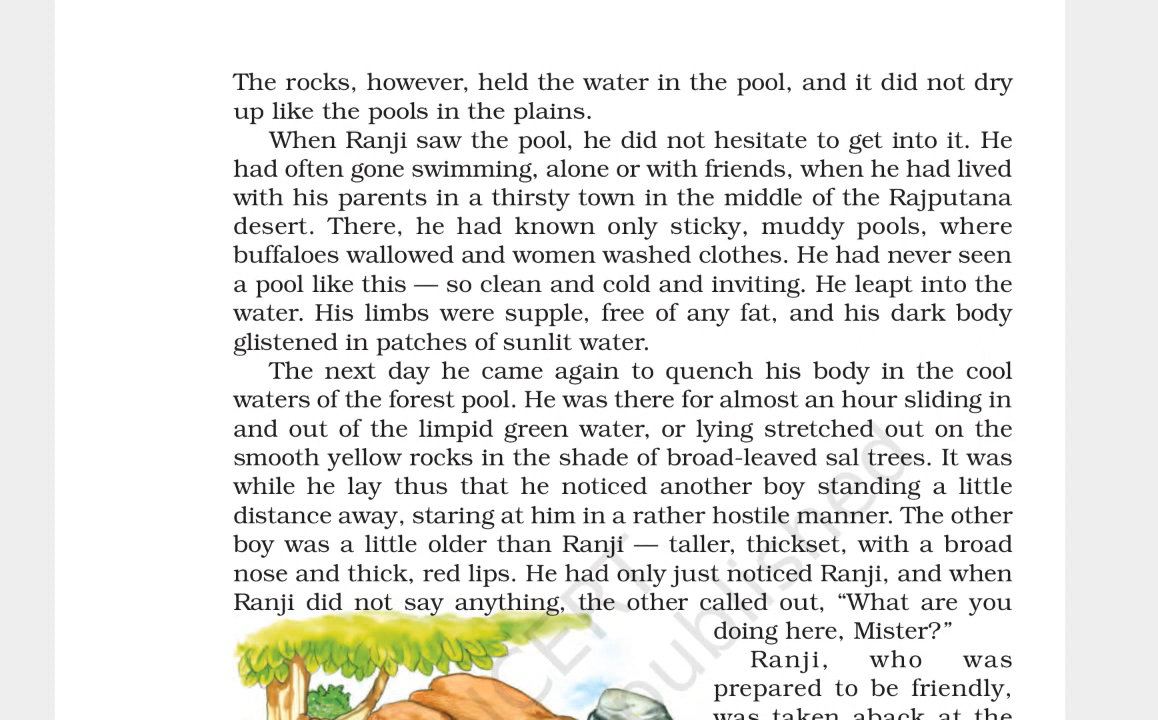 The rocks, however, held the water in the pool, and it did not dry
up like the pools in the plains.
When Ranji saw the pool, he did not hesitate to get into it. He
had often gone swimming, alone or with friends, when he had lived
with his parents in a thirsty town in the middle of the Rajputana
desert. There, he had known only sticky, muddy pools, where
buffaloes wallowed and women washed clothes. He had never seen
a pool like this — so clean and cold and inviting. He leapt into the
water. His limbs were supple, free of any fat, and his dark body
glistened in patches of sunlit water.
The next day he came again to quench his body in the cool
waters of the forest pool. He was there for almost an hour sliding in
and out of the limpid green water, or lying stretched out on the
smooth yellow rocks in the shade of broad-leaved sal trees. It was
while he lay thus that he noticed another boy standing a little
distance away, staring at him in a rather hostile manner. The other
boy was a little older than Ranji — taller, thickset, with a broad
nose and thick, red lips. He had only just noticed Ranji, and when
Ranji did not say anything, the other called out, “What are you
doing here, Mister?”
Ranji, who was
prepared to be friendly,
was taken aback at the
NCERT
published